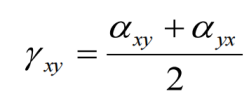 γ_xy = (α_xy + α_yx) / 2